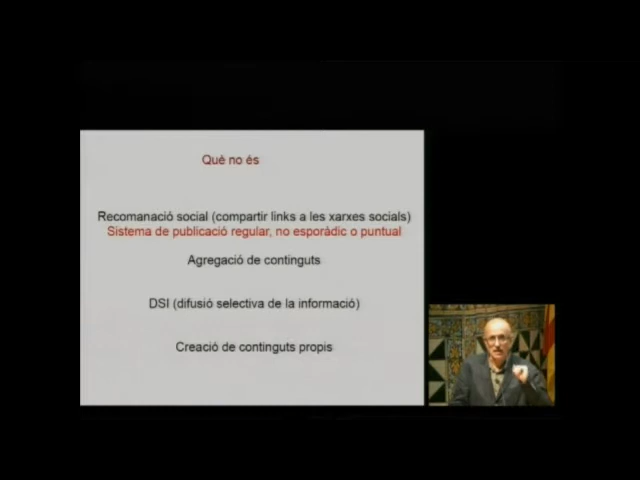 Què no és
Recomanació social (compartir links a les xarxes socials)
Sistema de publicació regular, no esporàdic o puntual
Agregació de continguts
DSI (difusió selectiva de la informació)
Creació de continguts propis